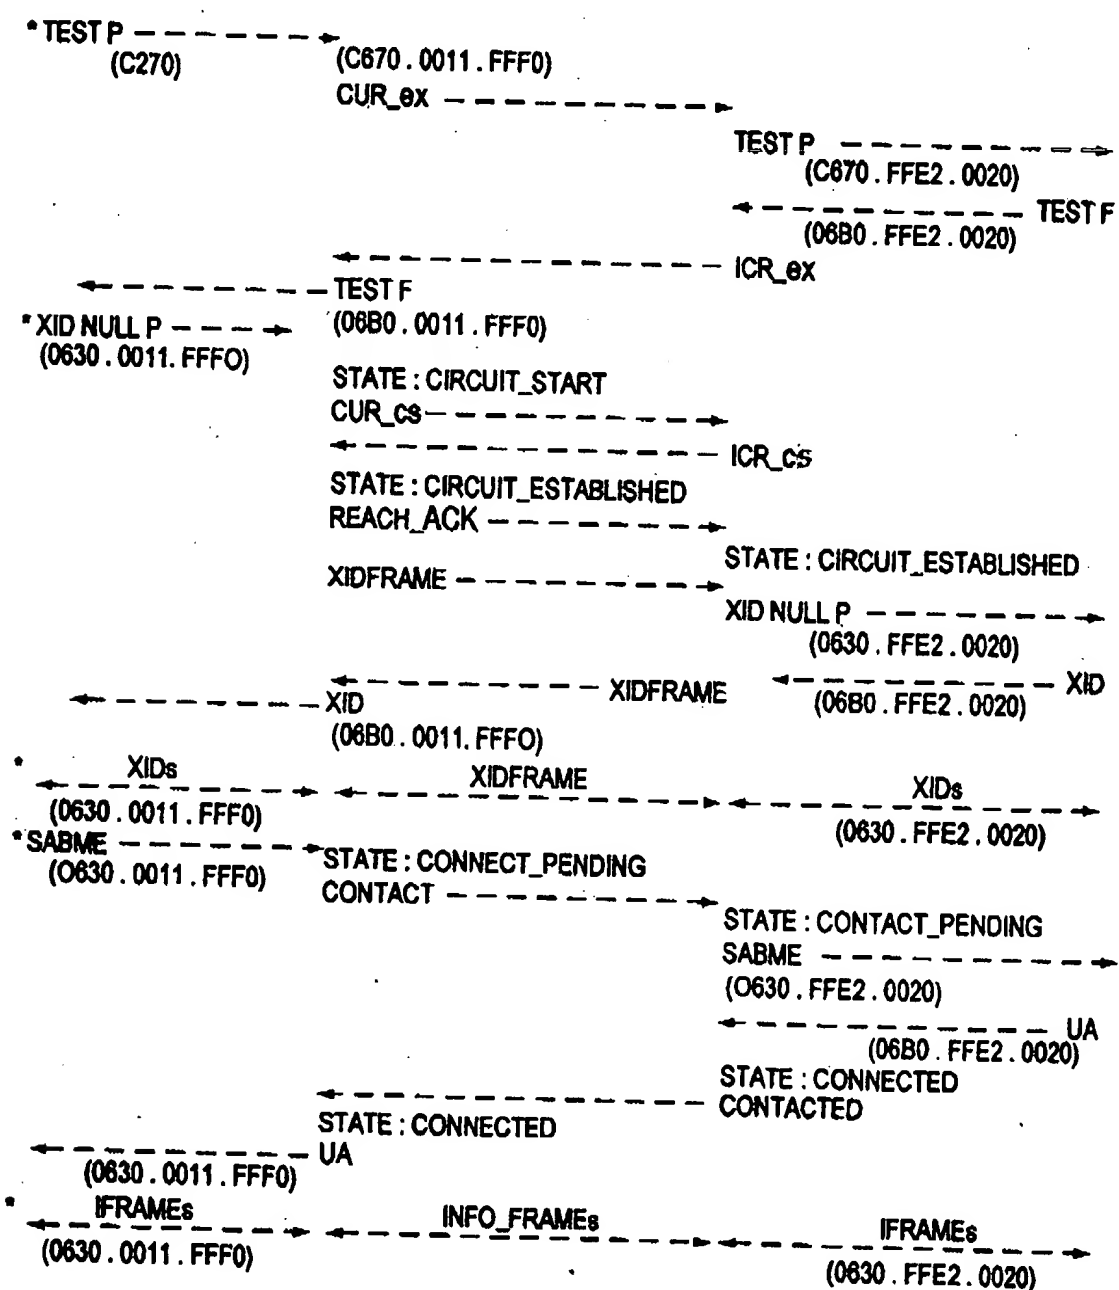 * TEST P
(C270)
(C670.0011.FFF0)
CUR_ex
TEST P
(C670.FFE2.0020)
TEST F
(06B0.FFE2.0020)
ICR_ex
TEST F
(06B0.0011.FFF0)
* XID NULL P
(0630.0011.FFFO)
STATE : CIRCUIT_START
CUR_cs
ICR_cs
STATE : CIRCUIT_ESTABLISHED
REACH_ACK
STATE : CIRCUIT_ESTABLISHED
XIDFRAME
XID NULL P
(0630.FFE2.0020)
XIDFRAME
XID
(06B0.FFE2.0020)
XID
(06B0.0011.FFFO)
* XIDs
XIDFRAME
XIDs
(0630.0011.FFF0)
(0630.FFE2.0020)
* SABME
(O630.0011.FFF0)
STATE : CONNECT_PENDING
CONTACT
STATE : CONTACT_PENDING
SABME
(O630.FFE2.0020)
UA
(06B0.FFE2.0020)
STATE : CONNECTED
CONTACTED
STATE : CONNECTED
UA
(0630.0011.FFF0)
* IFRAMEs
INFO_FRAMEs
IFRAMEs
(0630.0011.FFF0)
(0630.FFE2.0020)